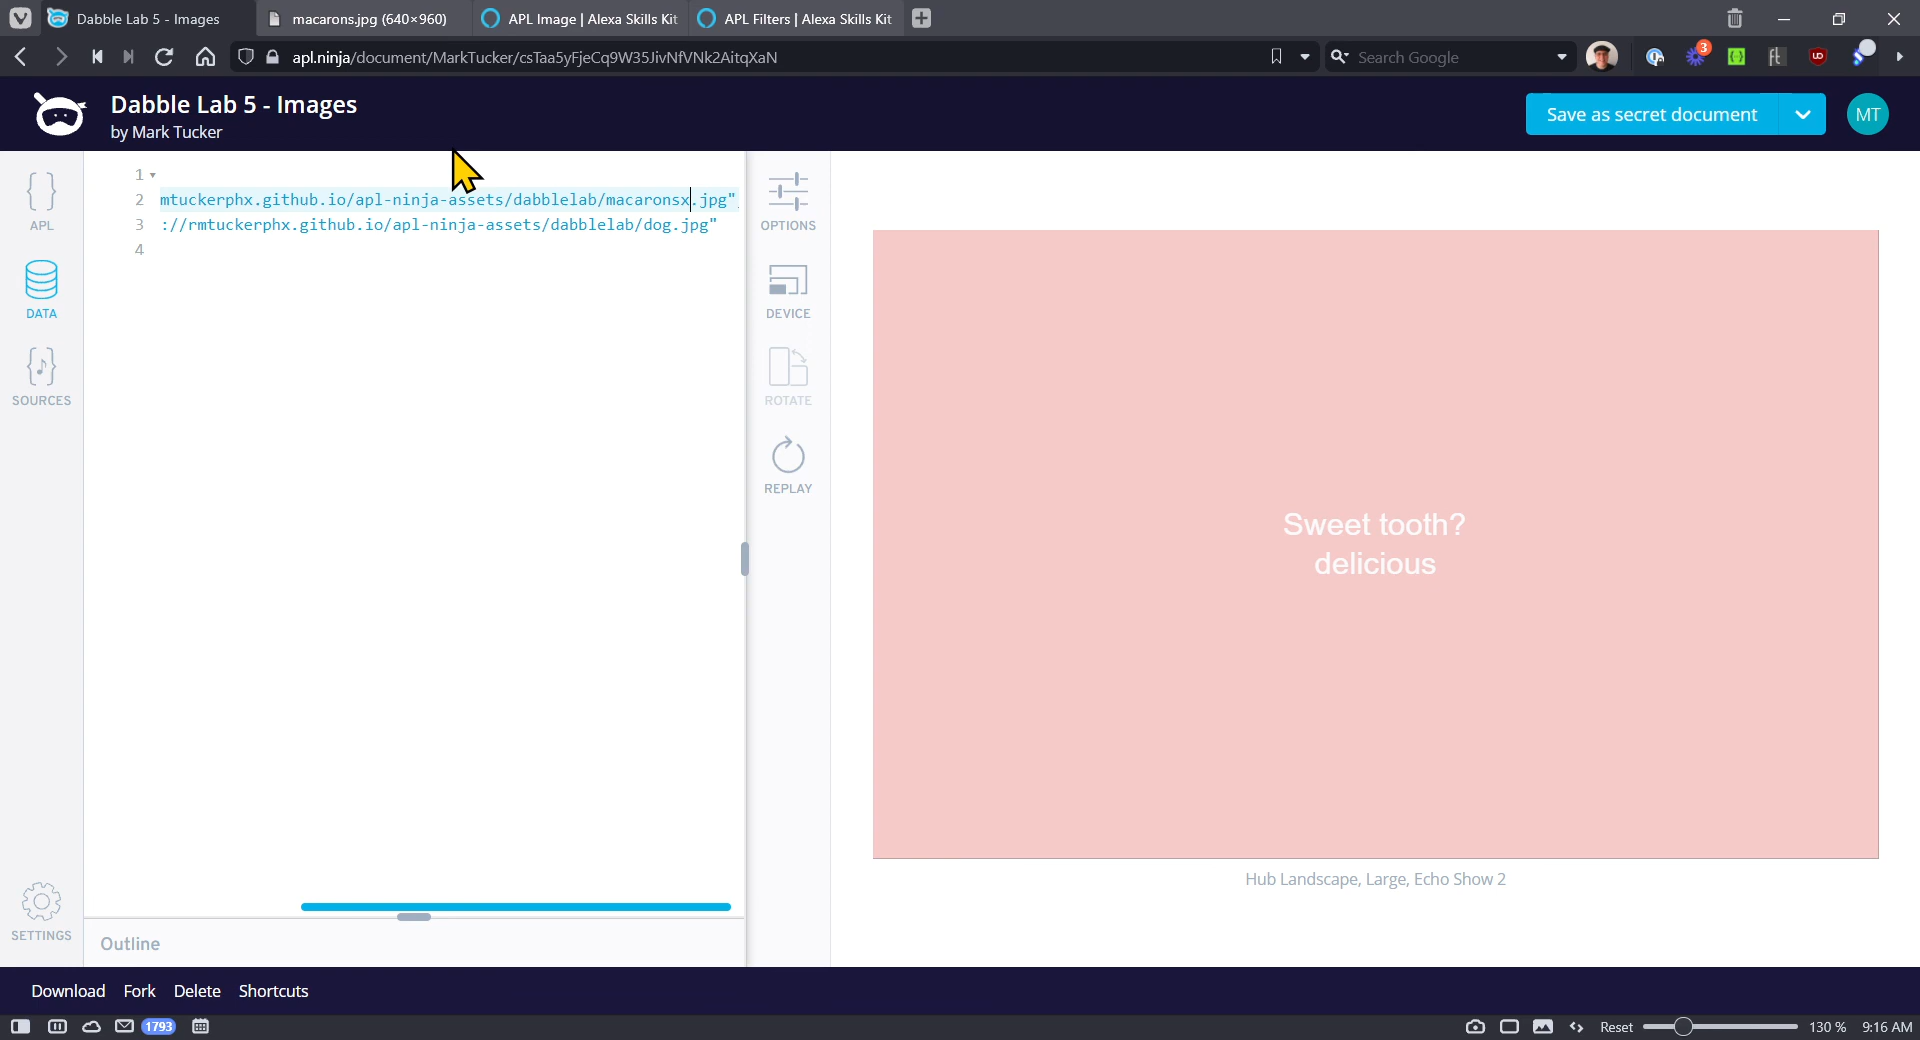 Dabble Lab 5 - Images
macarons.jpg (640×960)
APL Image | Alexa Skills Kit
APL Filters | Alexa Skills Kit
apl.ninja/document/MarkTucker/csTaa5yFjeCq9W35JivNfVNk2AitqXaN
Search Google
3
Dabble Lab 5 - Images
by Mark Tucker
Save as secret document
MT
APL
DATA
SOURCES
SETTINGS
1
2 mtuckerphx.github.io/apl-ninja-assets/dabblelab/macaronsx.jpg",
3 ://rmtuckerphx.github.io/apl-ninja-assets/dabblelab/dog.jpg"
4
Outline
OPTIONS
DEVICE
ROTATE
REPLAY
Sweet tooth?
delicious
Hub Landscape, Large, Echo Show 2
Download Fork Delete Shortcuts
1793
Reset 130 % 9:16 AM